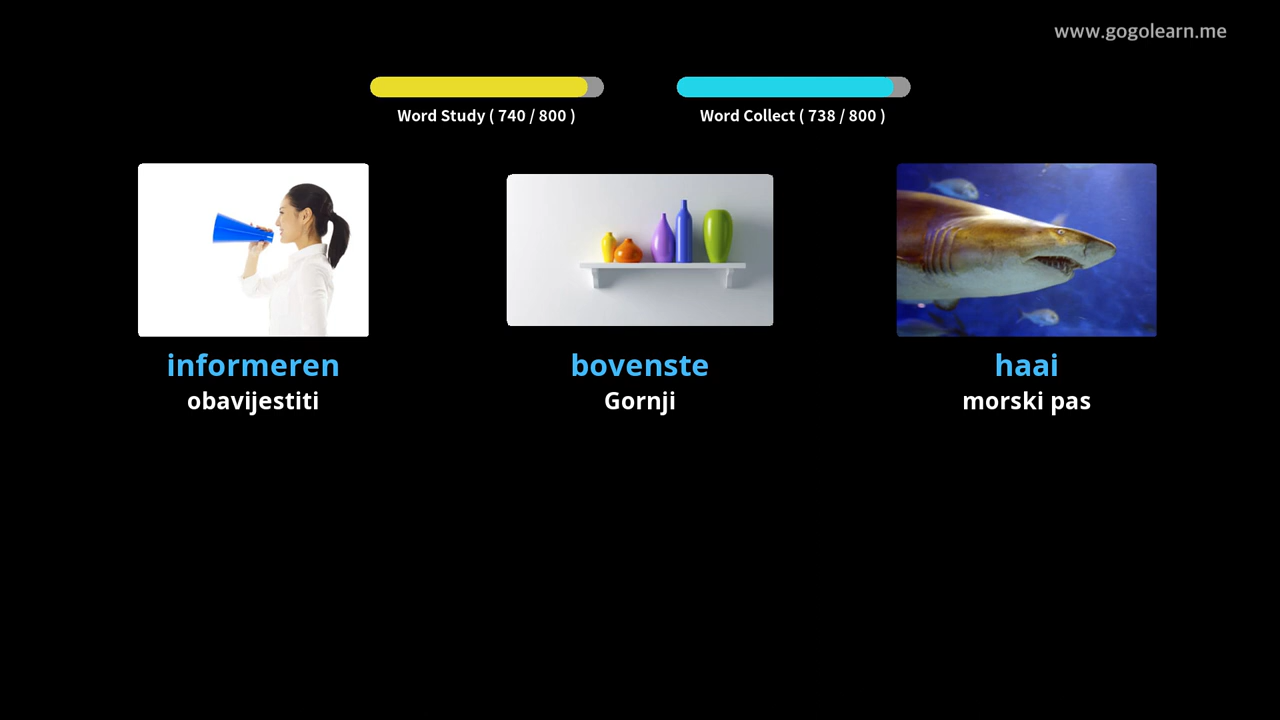 www.gogolearn.me
Word Study ( 740 / 800 )
Word Collect ( 738 / 800 )
informeren
obavijestiti
bovenste
Gornji
haai
morski pas